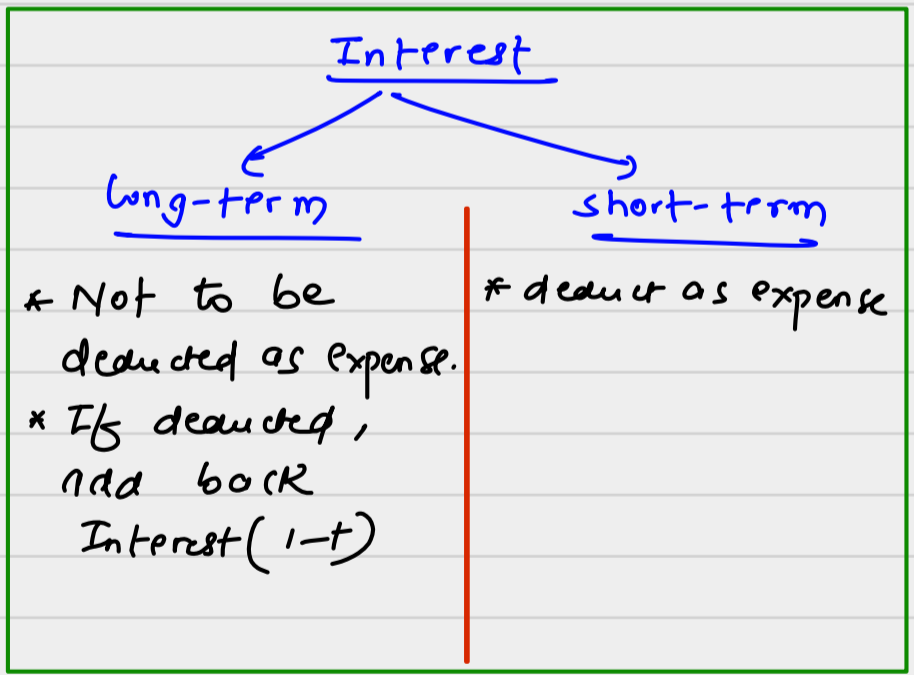 Interest
Long-term
short-term
* Not to be
deducted as expense.
* If deducted,
Add back
Interest(1-t)
* deduct as expense